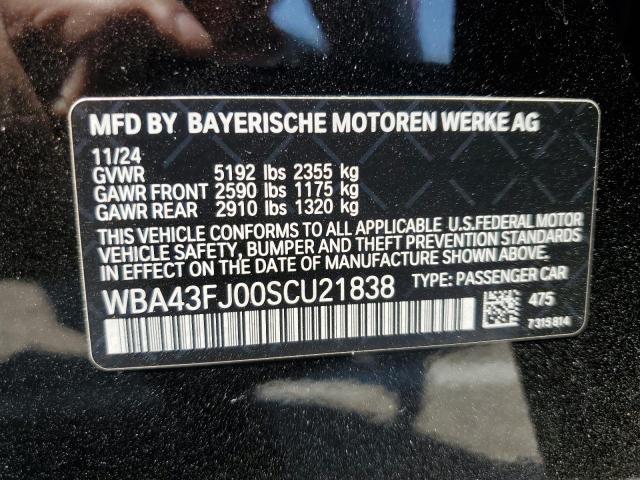 MFD BY BAYERISCHE MOTOREN WERKE AG
11/24
GVWR 5192 lbs 2355 kg
GAWR FRONT 2590 lbs 1175 kg
GAWR REAR 2910 lbs 1320 kg
THIS VEHICLE CONFORMS TO ALL APPLICABLE U.S.FEDERAL MOTOR
VEHICLE SAFETY, BUMPER AND THEFT PREVENTION STANDARDS
IN EFFECT ON THE DATE OF MANUFACTURE SHOWN ABOVE.
WBA43FJ00SCU21838 TYPE: PASSENGER CAR
475
7315814